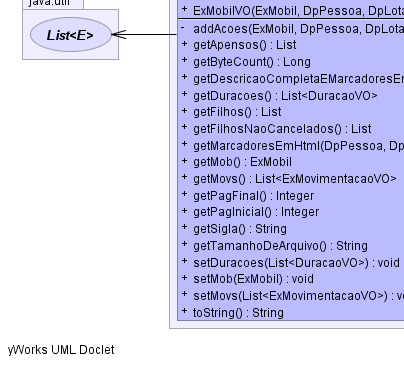 java.util
List<E>
+ ExMobilVO(ExMobil, DpPessoa, DpLota
- addAcoes(ExMobil, DpPessoa, DpLota
+ getApensos() : List
+ getByteCount() : Long
+ getDescricaoCompletaEMarcadoresEn
+ getDuracoes() : List<DuracaoVO>
+ getFilhos() : List
+ getFilhosNaoCancelados() : List
+ getMarcadoresEmHtml(DpPessoa, Dp
+ getMob() : ExMobil
+ getMovs() : List<ExMovimentacaoVO>
+ getPagFinal() : Integer
+ getPagInicial() : Integer
+ getSigla() : String
+ getTamanhoDeArquivo() : String
+ setDuracoes(List<DuracaoVO>) : void
+ setMob(ExMobil) : void
+ setMovs(List<ExMovimentacaoVO>) : vo
+ toString() : String
yWorks UML Doclet